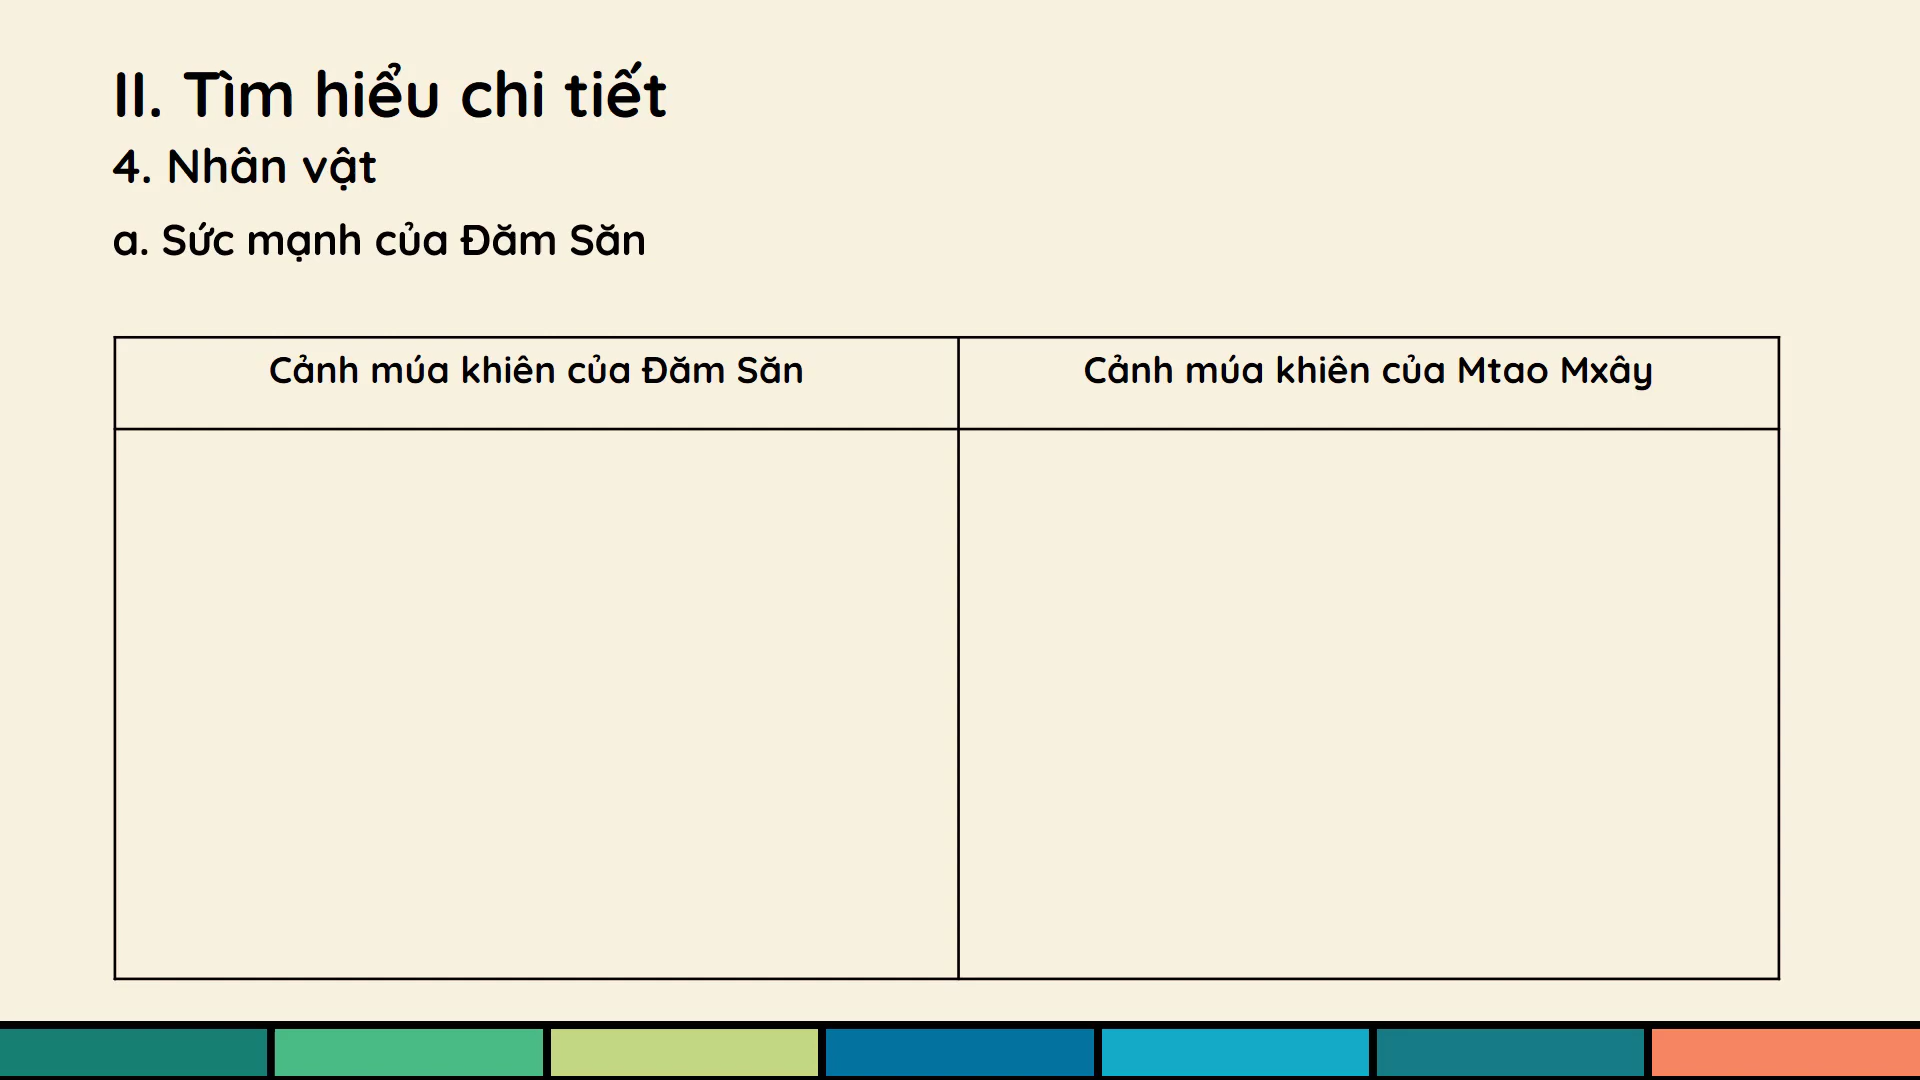 II. Tìm hiểu chi tiết
4. Nhân vật
a. Sức mạnh của Đăm Săn
Cảnh múa khiên của Đăm Săn
Cảnh múa khiên của Mtao Mxây